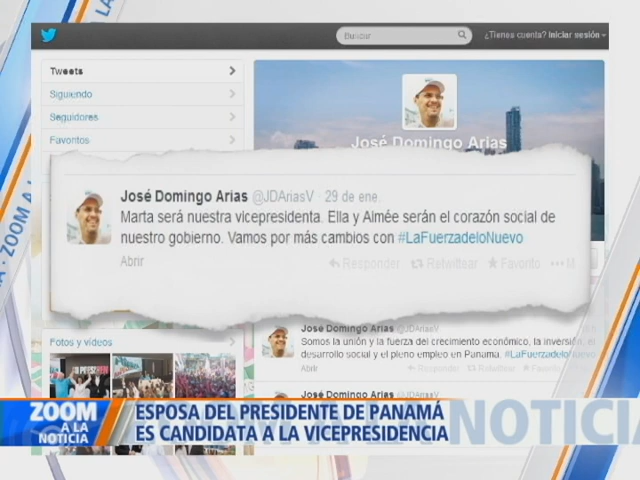 Buscar
¿Tienes cuenta? Iniciar sesión
Tweets
Siguiendo
Seguidores
Favoritos
José Domingo Arias
José Domingo Arias @JDAriasV · 29 de ene.
Marta será nuestra vicepresidenta. Ella y Aimée serán el corazón social de
nuestro gobierno. Vamos por más cambios con #LaFuerzadeloNuevo
Abrir
Responder Retwittear Favorito
Fotos y videos
José Domingo Arias @JDAriasV
Somos la unión y la fuerza del crecimiento económico, la inversión, el
desarrollo social y el pleno empleo en Panamá. #LaFuerzadeloNuevo
Abrir
Responder Retwittear Favorito
José Domingo Arias @JDAriasV
ZOOM
A LA
NOTICIA
ESPOSA DEL PRESIDENTE DE PANAMÁ
ES CANDIDATA A LA VICEPRESIDENCIA
NOTICIA